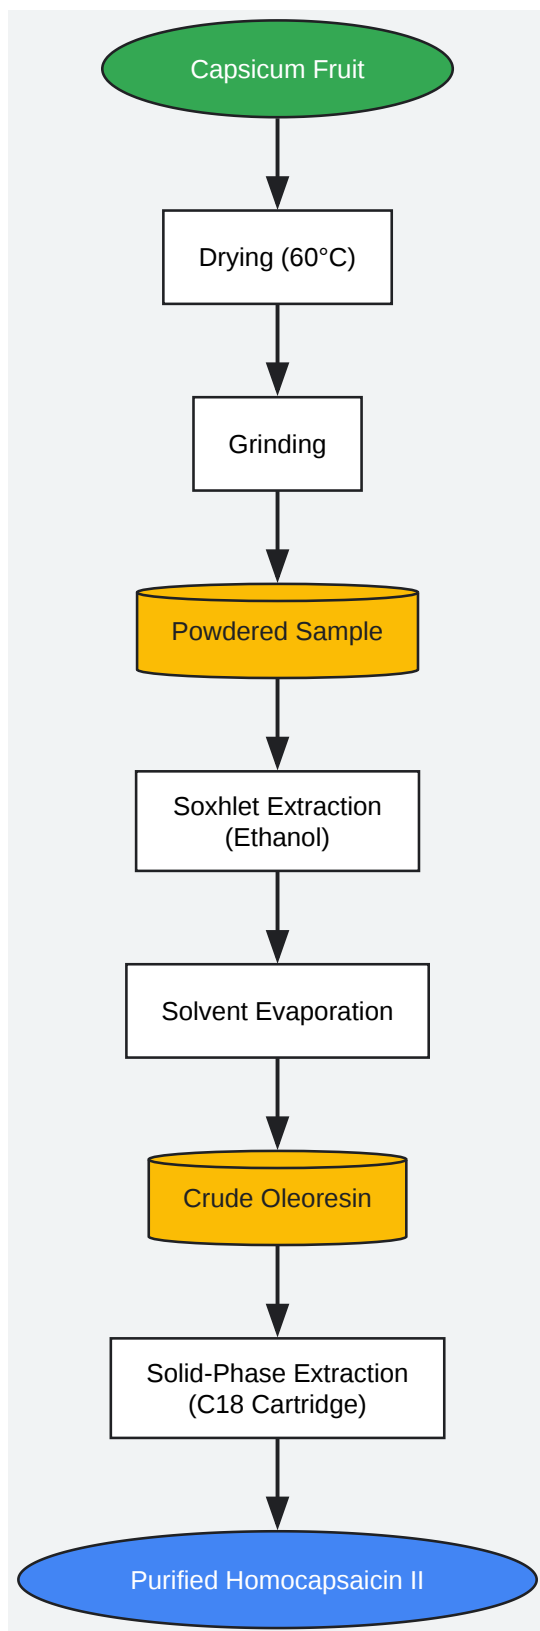 Capsicum Fruit
Drying (60°C)
Grinding
Powdered Sample
Soxhlet Extraction
(Ethanol)
Solvent Evaporation
Crude Oleoresin
Solid-Phase Extraction
(C18 Cartridge)
Purified Homocapsaicin II